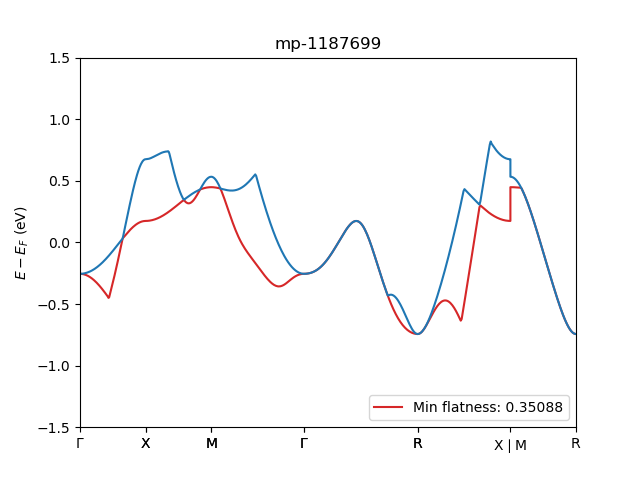 mp-1187699
1.5
1.0
0.5
0.0
−0.5
−1.0
−1.5
E − E_F (eV)
Γ X M Γ R X | M R
Min flatness: 0.35088